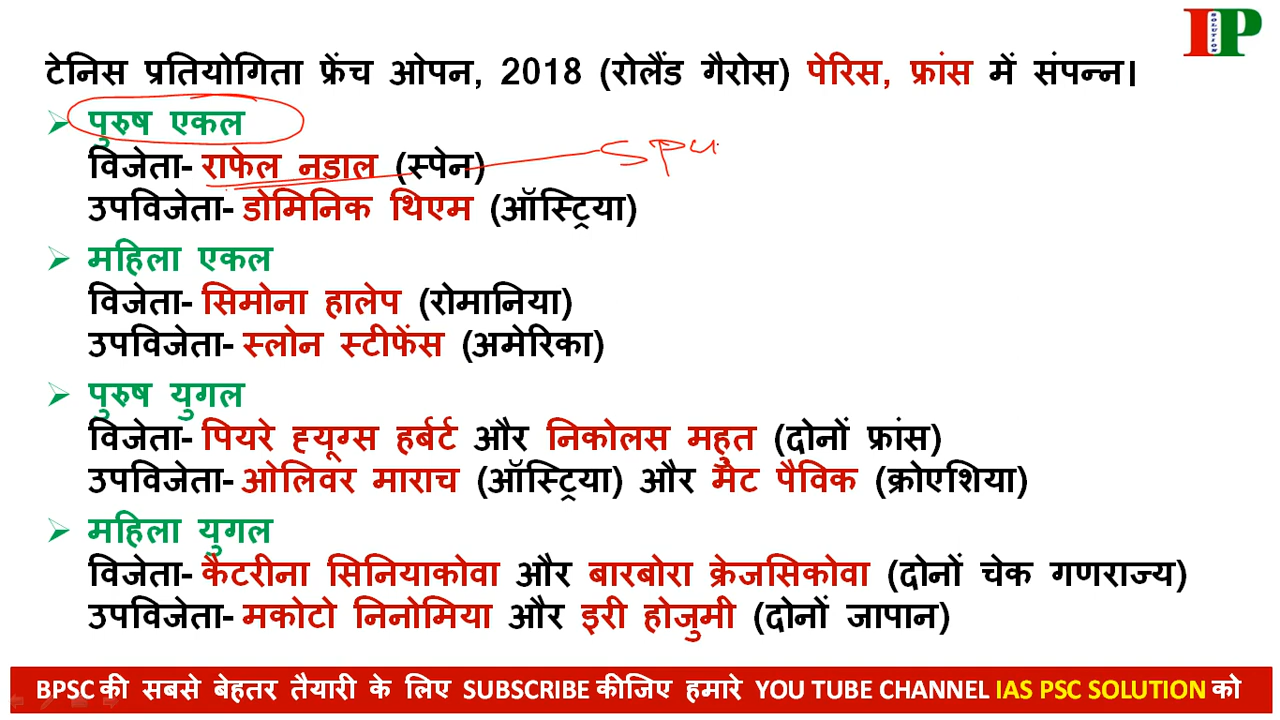 SOLUTION
IP
टेनिस प्रतियोगिता फ्रेंच ओपन, 2018 (रोलैंड गैरोस) पेरिस, फ्रांस में संपन्न।
पुरुष एकल
विजेता- राफेल नडाल (स्पेन)
उपविजेता- डोमिनिक थिएम (ऑस्ट्रिया)
महिला एकल
विजेता- सिमोना हालेप (रोमानिया)
उपविजेता- स्लोन स्टीफेंस (अमेरिका)
पुरुष युगल
विजेता- पियरे ह्यूग्स हर्बर्ट और निकोलस महुत (दोनों फ्रांस)
उपविजेता- ओलिवर माराच (ऑस्ट्रिया) और मैट पैविक (क्रोएशिया)
महिला युगल
विजेता- कैटरीना सिनियाकोवा और बारबोरा क्रेजसिकोवा (दोनों चेक गणराज्य)
उपविजेता- मकोटो निनोमिया और इरी होजुमी (दोनों जापान)
BPSC की सबसे बेहतर तैयारी के लिए SUBSCRIBE कीजिए हमारे YOU TUBE CHANNEL IAS PSC SOLUTION को